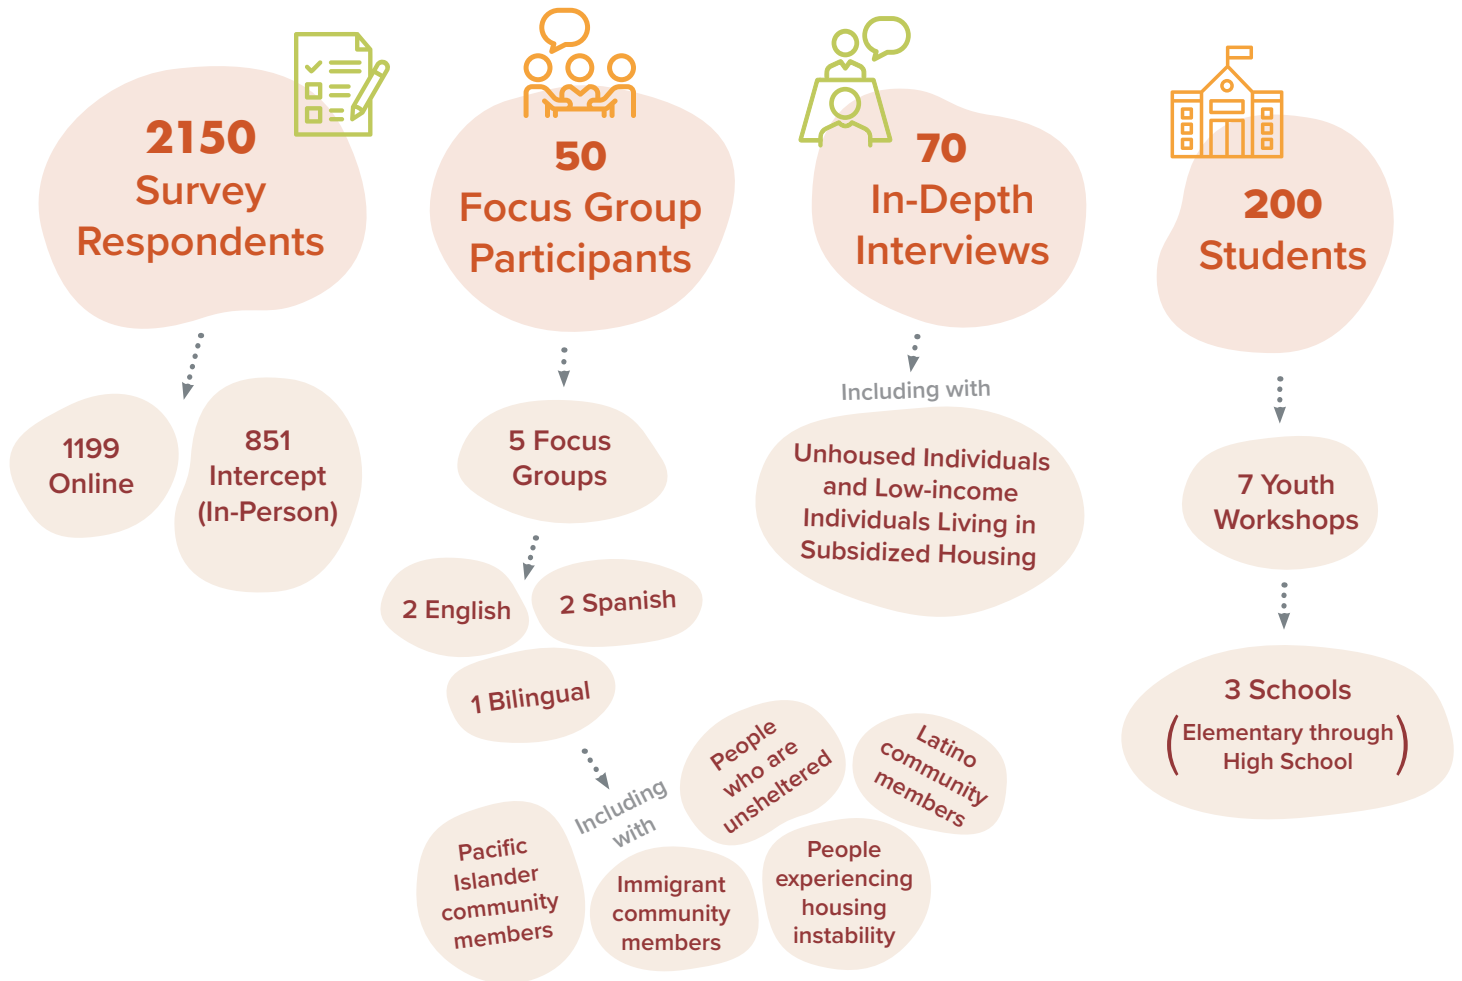 2150
Survey
Respondents
1199
Online
851
Intercept
(In-Person)
50
Focus Group
Participants
5 Focus
Groups
2 English
2 Spanish
1 Bilingual
Including
with
Pacific
Islander
community
members
Immigrant
community
members
People
who are
unsheltered
People
experiencing
housing
instability
Latino
community
members
70
In-Depth
Interviews
Including with
Unhoused Individuals
and Low-income
Individuals Living in
Subsidized Housing
200
Students
7 Youth
Workshops
3 Schools
(Elementary through
High School)